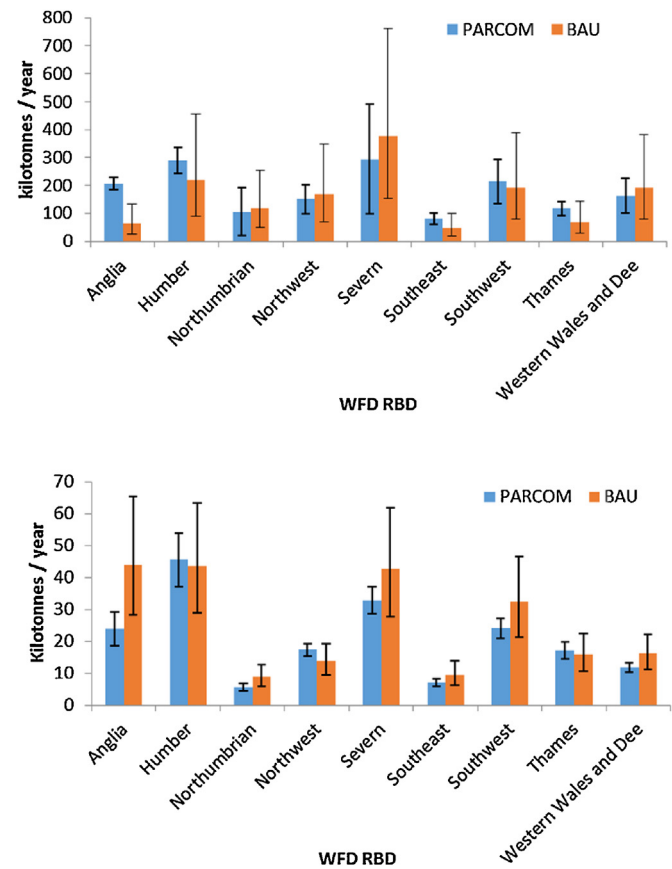 800
700
600
500
400
300
200
100
0
kilotonnes / year
PARCOM BAU
Anglia
Humber
Northumbrian
Northwest
Severn
Southeast
Southwest
Thames
Western Wales and Dee
WFD RBD
70
60
50
40
30
20
10
0
Kilotonnes / year
PARCOM BAU
Anglia
Humber
Northumbrian
Northwest
Severn
Southeast
Southwest
Thames
Western Wales and Dee
WFD RBD